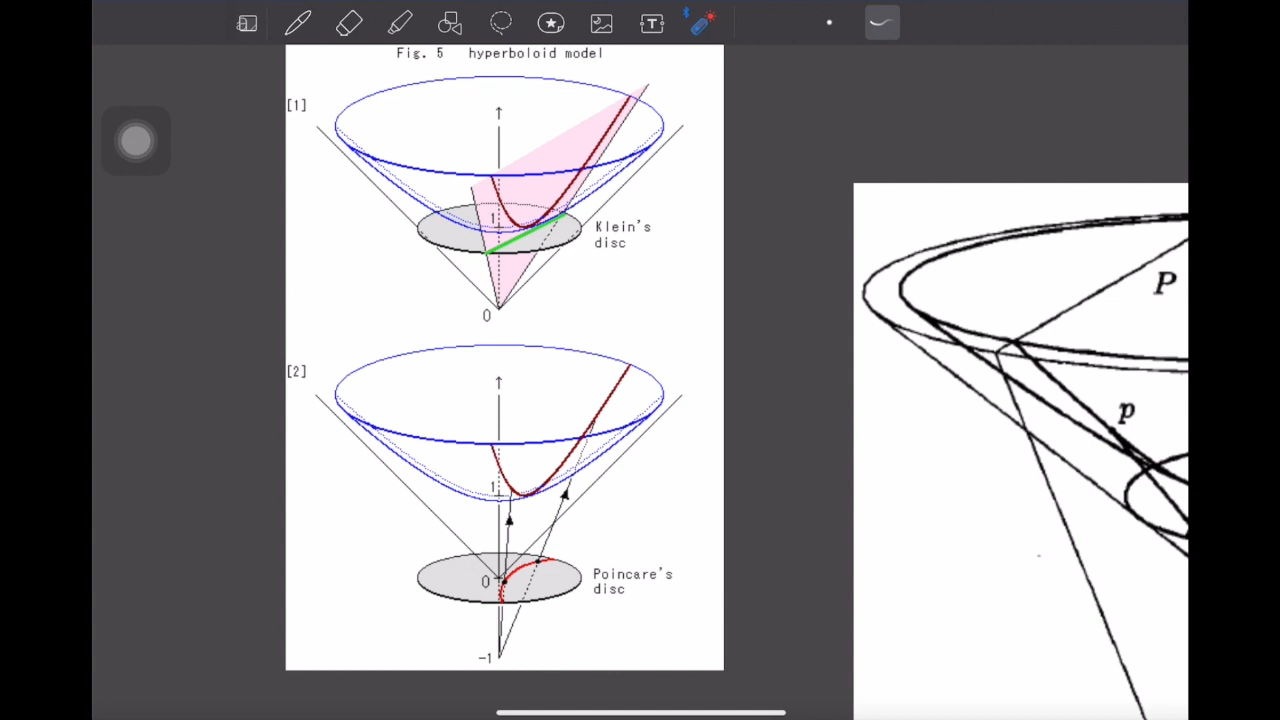 Fig. 5 hyperboloid model
[1]
1
Klein's
disc
0
[2]
1
0
Poincare's
disc
-1
P
p
T